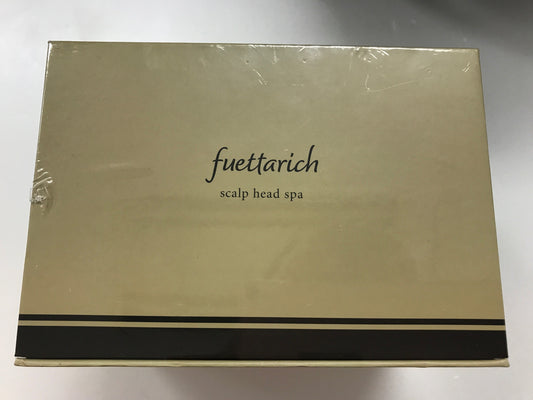 fuettarich
scalp head spa